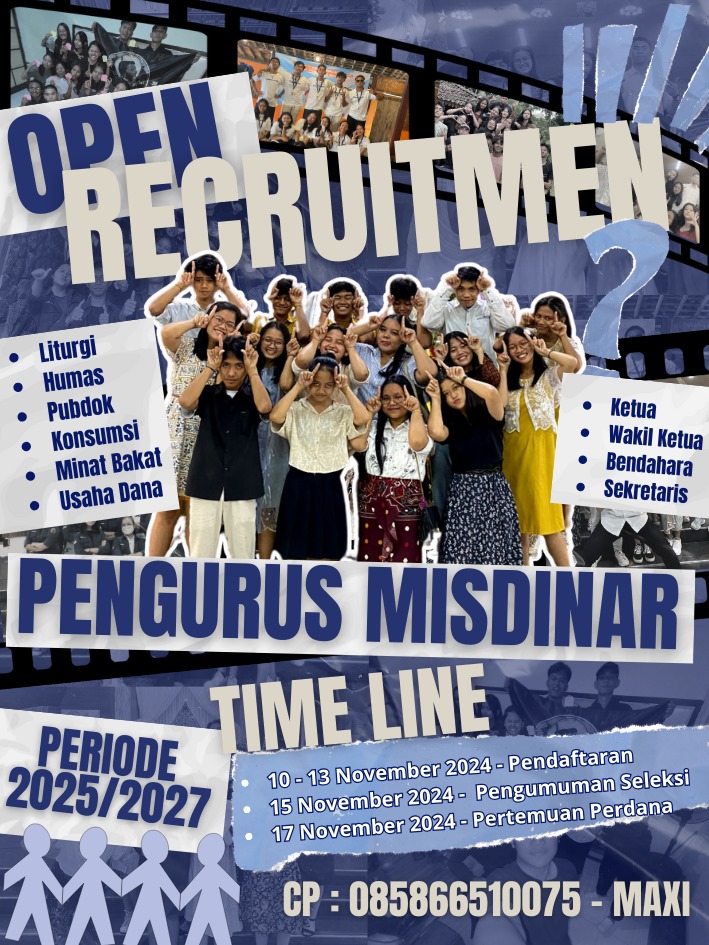 OPEN
RECRUITMEN
?
Liturgi
Humas
Pubdok
Konsumsi
Minat Bakat
Usaha Dana
Ketua
Wakil Ketua
Bendahara
Sekretaris
PENGURUS MISDINAR
TIME LINE
PERIODE
2025/2027
10 - 13 November 2024 - Pendaftaran
15 November 2024 - Pengumuman Seleksi
17 November 2024 - Pertemuan Perdana
CP : 085866510075 - MAXI